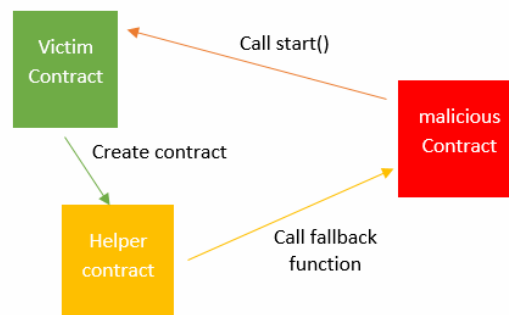 Victim
Contract
Call start()
malicious
Contract
Create contract
Helper
contract
Call fallback
function